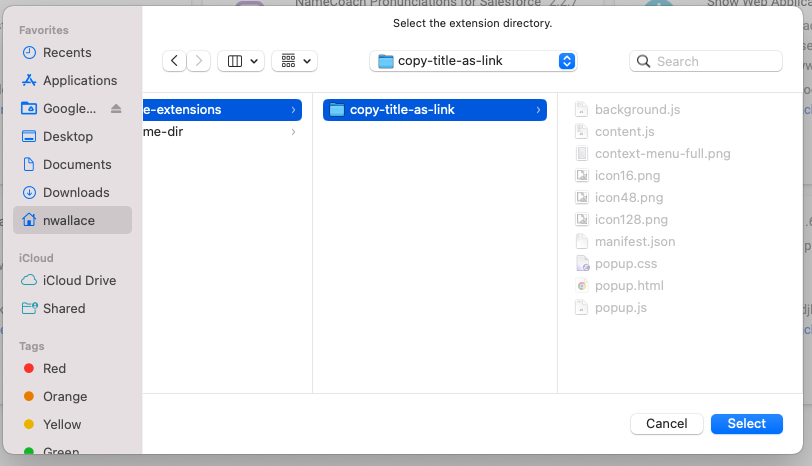 NameCoach Pronunciations for Salesforce 2.2.7
Show Web Applica
Select the extension directory.
Favorites
Recents
Applications
Google...
Desktop
Documents
Downloads
nwallace
iCloud
iCloud Drive
Shared
Tags
Red
Orange
Yellow
Green
copy-title-as-link
Search
e-extensions
me-dir
copy-title-as-link
background.js
content.js
context-menu-full.png
icon16.png
icon48.png
icon128.png
manifest.json
popup.css
popup.html
popup.js
Cancel
Select